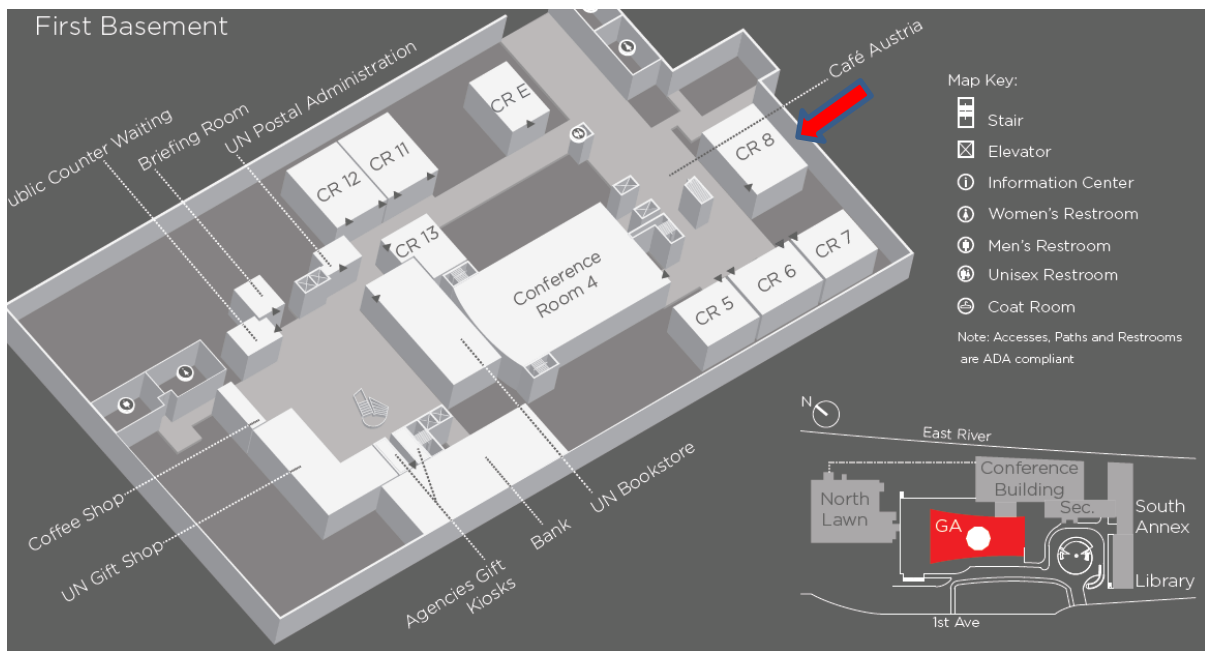 First Basement
Public Counter Waiting
Briefing Room
UN Postal Administration
CR E
CR 11
CR 12
CR 13
Café Austria
CR 8
CR 7
CR 6
CR 5
Conference
Room 4
Coffee Shop
UN Gift Shop
Agencies Gift
Kiosks
Bank
UN Bookstore
Map Key:
Stair
Elevator
Information Center
Women's Restroom
Men's Restroom
Unisex Restroom
Coat Room
Note: Accesses, Paths and Restrooms
are ADA compliant
N
East River
Conference
Building
North
Lawn
Sec.
South
Annex
GA
Library
1st Ave